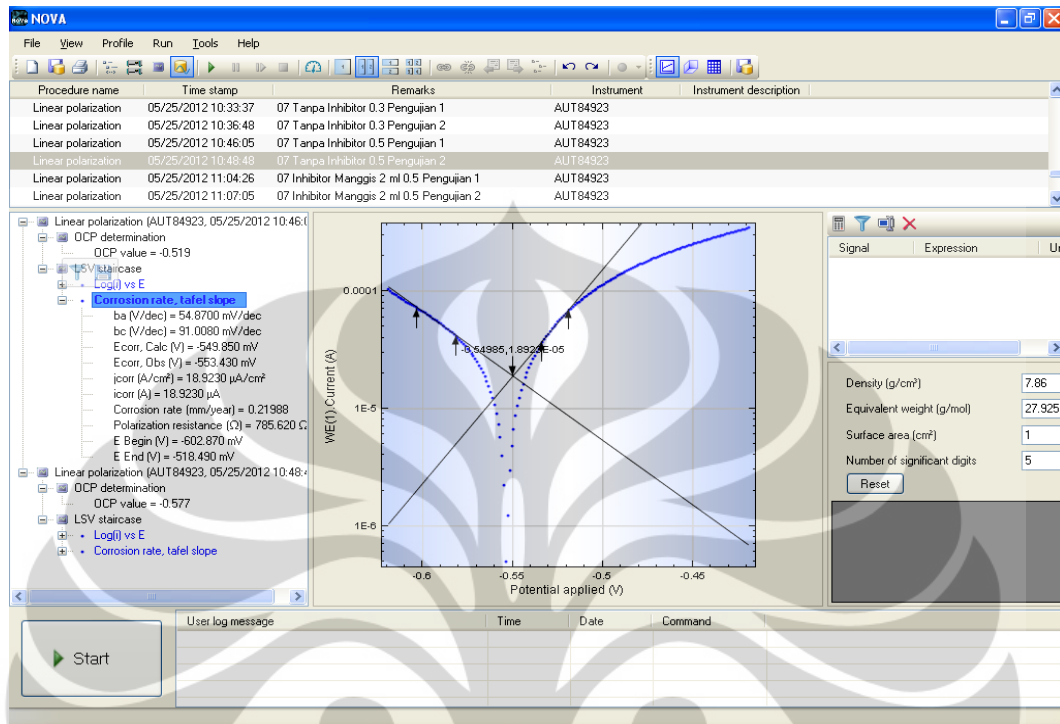 NOVA
File View Profile Run Tools Help
Procedure name Time stamp Remarks Instrument Instrument description
Linear polarization 05/25/2012 10:33:37 07 Tanpa Inhibitor 0.3 Pengujian 1 AUT84923
Linear polarization 05/25/2012 10:36:48 07 Tanpa Inhibitor 0.3 Pengujian 2 AUT84923
Linear polarization 05/25/2012 10:46:05 07 Tanpa Inhibitor 0.5 Pengujian 1 AUT84923
Linear polarization 05/25/2012 10:48:48 07 Tanpa Inhibitor 0.5 Pengujian 2 AUT84923
Linear polarization 05/25/2012 11:04:26 07 Inhibitor Manggis 2 ml 0.5 Pengujian 1 AUT84923
Linear polarization 05/25/2012 11:07:05 07 Inhibitor Manggis 2 ml 0.5 Pengujian 2 AUT84923
Linear polarization (AUT84923, 05/25/2012 10:46:0
OCP determination
OCP value = -0.519
LSV staircase
Log(i) vs E
Corrosion rate, tafel slope
ba (V/dec) = 54.8700 mV/dec
bc (V/dec) = 91.0080 mV/dec
Ecorr, Calc (V) = -549.850 mV
Ecorr, Obs (V) = -553.430 mV
jcorr (A/cm²) = 18.9230 µA/cm²
icorr (A) = 18.9230 µA
Corrosion rate (mm/year) = 0.21988
Polarization resistance (Ω) = 785.620 Ω
E Begin (V) = -602.870 mV
E End (V) = -518.490 mV
Linear polarization (AUT84923, 05/25/2012 10:48:4
OCP determination
OCP value = -0.577
LSV staircase
Log(i) vs E
Corrosion rate, tafel slope
WE(1).Current (A)
0.0001
1E-5
1E-6
-0.54985,1.8923E-05
-0.6 -0.55 -0.5 -0.45
Potential applied (V)
Signal Expression Un
Density (g/cm³) 7.86
Equivalent weight (g/mol) 27.925
Surface area (cm²) 1
Number of significant digits 5
Reset
Start
User log message Time Date Command